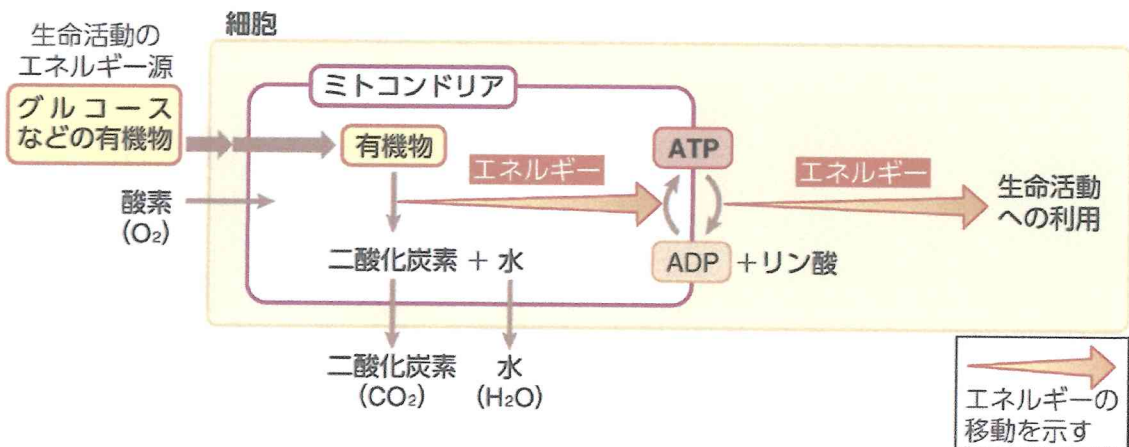 細胞
生命活動の
エネルギー源
グルコース
などの有機物
ミトコンドリア
有機物
ATP
エネルギー
エネルギー
生命活動
への利用
酸素
(O₂)
二酸化炭素 + 水
ADP +リン酸
二酸化炭素
(CO₂)
水
(H₂O)
エネルギーの
移動を示す